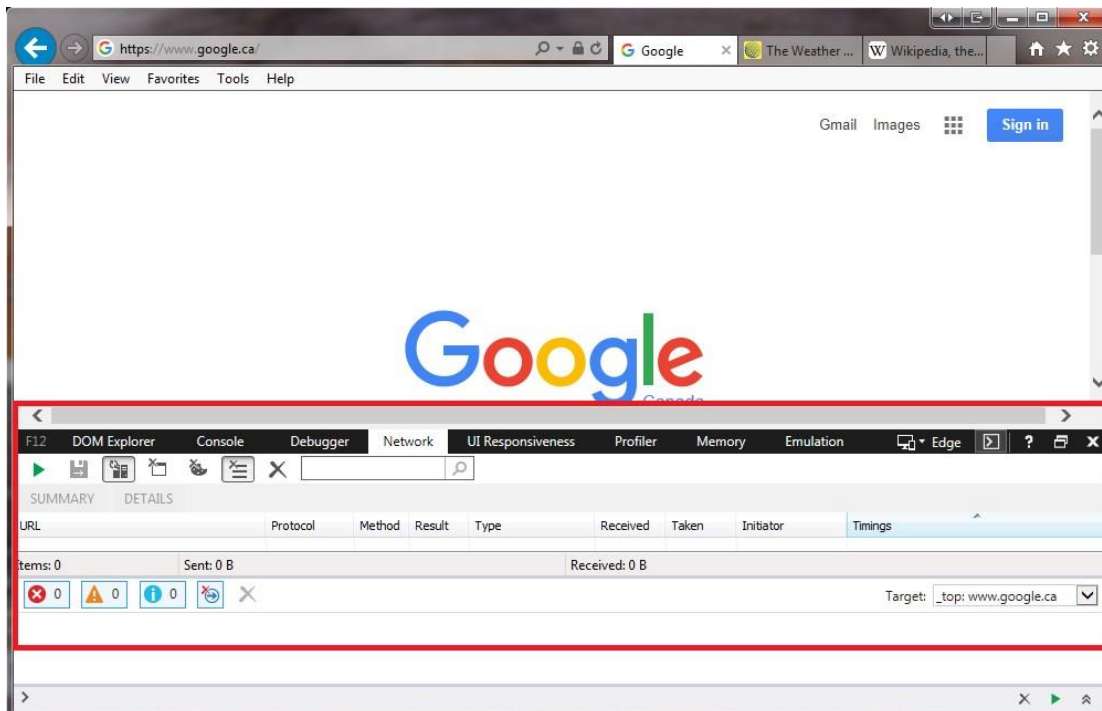 https://www.google.ca/ Google The Weather ... Wikipedia, the...
File Edit View Favorites Tools Help
Gmail Images Sign in
Google
Canada
F12 DOM Explorer Console Debugger Network UI Responsiveness Profiler Memory Emulation Edge ?
SUMMARY DETAILS
URL Protocol Method Result Type Received Taken Initiator Timings
Items: 0 Sent: 0 B Received: 0 B
0 0 0 Target: _top: www.google.ca